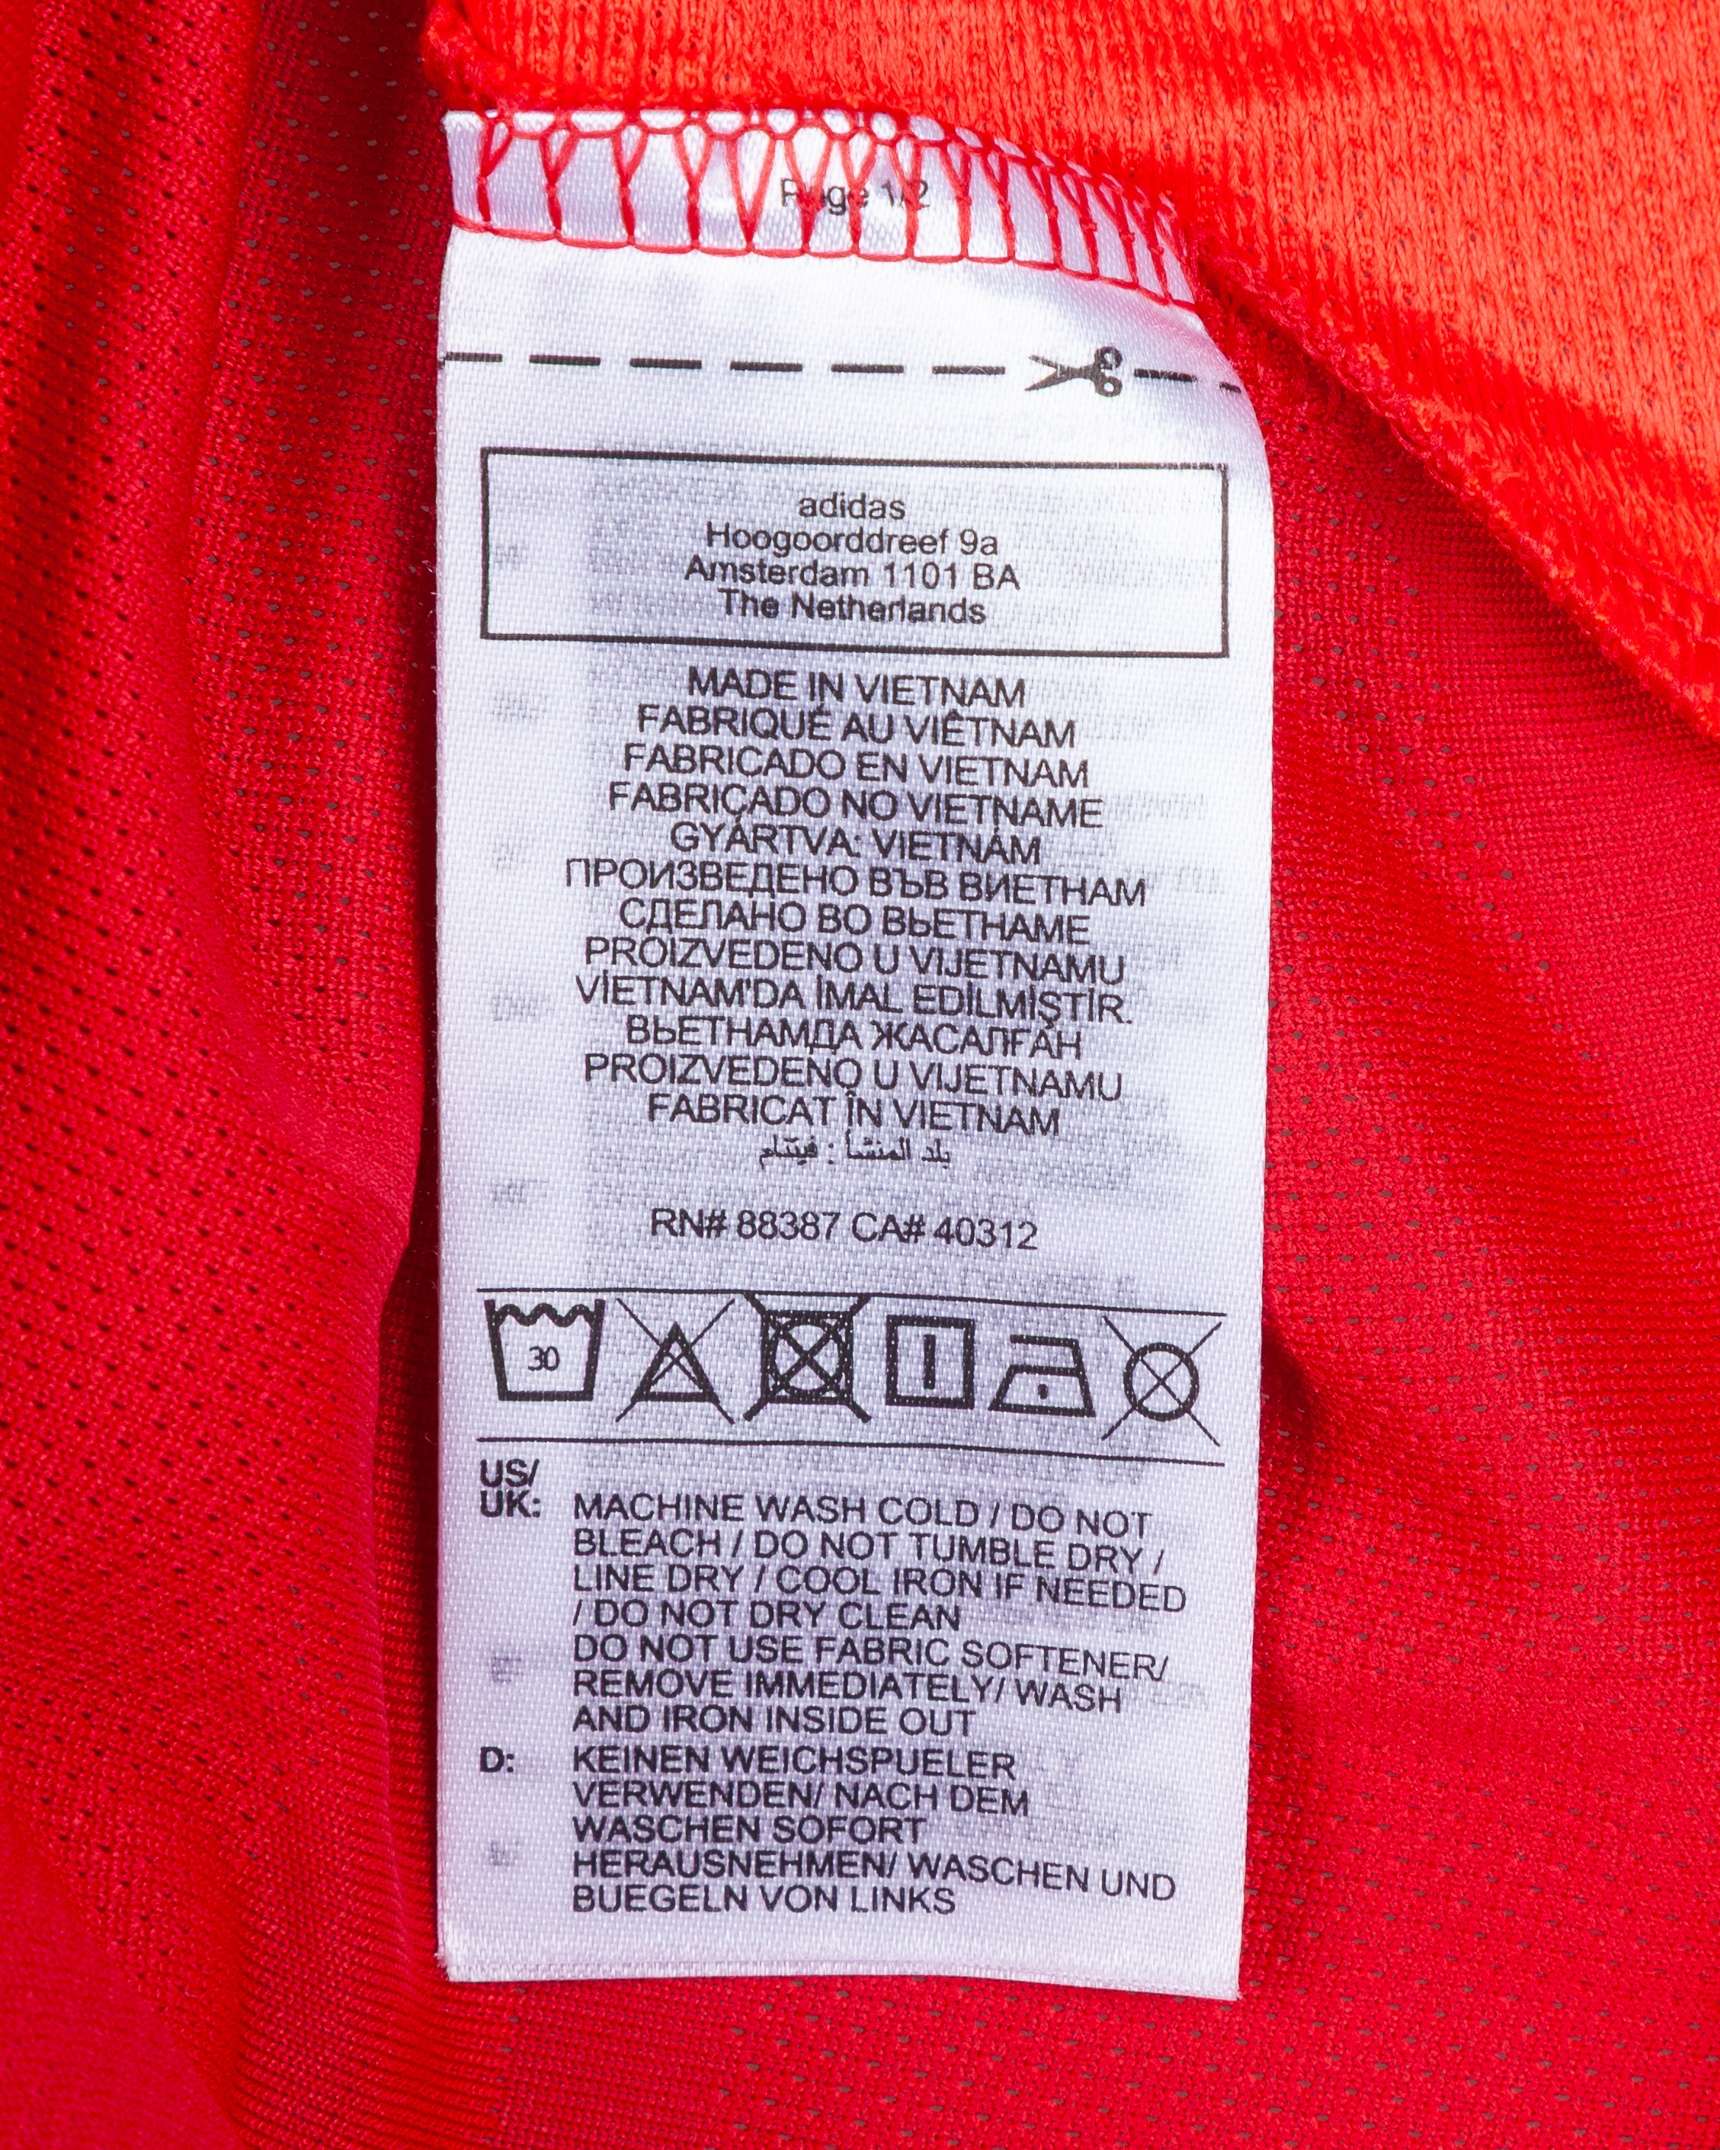 Page 1/2
adidas
Hoogoorddreef 9a
Amsterdam 1101 BA
The Netherlands
MADE IN VIETNAM
FABRIQUÉ AU VIÊTNAM
FABRICADO EN VIETNAM
FABRICADO NO VIETNAME
GYÁRTVA: VIETNÁM
ПРОИЗВЕДЕНО ВЪВ ВИЕТНАМ
СДЕЛАНО ВО ВЬЕТНАМЕ
PROIZVEDENO U VIJETNAMU
VİETNAM'DA İMAL EDİLMİŞTİR.
ВЬЕТНАМДА ЖАСАЛҒАН
PROIZVEDENO U VIJETNAMU
FABRICAT ÎN VIETNAM
بلد المنشأ : فيتنام
RN# 88387 CA# 40312
30
US/
UK: MACHINE WASH COLD / DO NOT
BLEACH / DO NOT TUMBLE DRY /
LINE DRY / COOL IRON IF NEEDED
/ DO NOT DRY CLEAN
DO NOT USE FABRIC SOFTENER/
REMOVE IMMEDIATELY/ WASH
AND IRON INSIDE OUT
D: KEINEN WEICHSPUELER
VERWENDEN/ NACH DEM
WASCHEN SOFORT
HERAUSNEHMEN/ WASCHEN UND
BUEGELN VON LINKS